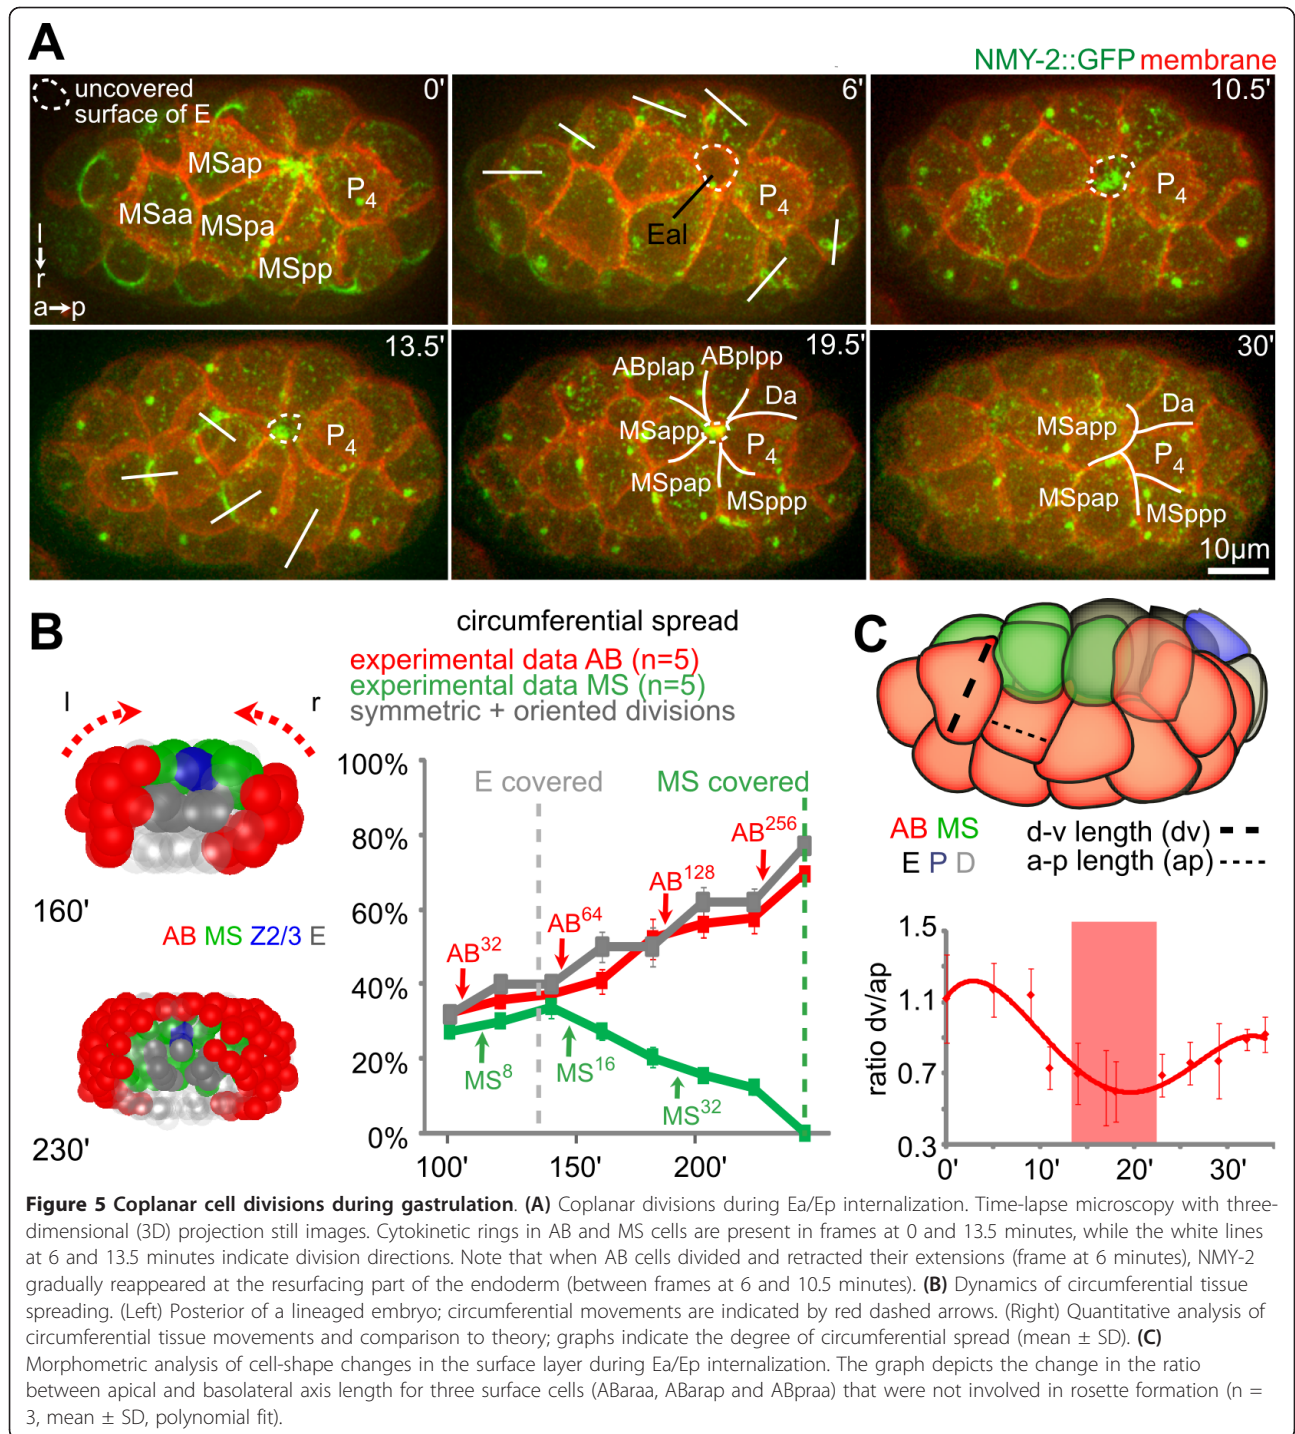 A
NMY-2::GFP membrane
uncovered
surface of E
0'
MSap
P4
MSaa
MSpa
MSpp
l
r
a→p
6'
P4
Eal
10.5'
P4
13.5'
P4
19.5'
ABplap ABplpp
Da
MSapp
P4
MSpap
MSppp
30'
Da
MSapp
P4
MSpap
MSppp
10µm
B
l
r
160'
AB MS Z2/3 E
230'
circumferential spread
experimental data AB (n=5)
experimental data MS (n=5)
symmetric + oriented divisions
100%
80%
60%
40%
20%
0%
E covered
MS covered
AB32
AB64
AB128
AB256
MS8
MS16
MS32
100'
150'
200'
C
AB MS
E P D
d-v length (dv)
a-p length (ap)
ratio dv/ap
1.5
1.1
0.7
0.3
0'
10'
20'
30'
Figure 5 Coplanar cell divisions during gastrulation. (A) Coplanar divisions during Ea/Ep internalization. Time-lapse microscopy with three-
dimensional (3D) projection still images. Cytokinetic rings in AB and MS cells are present in frames at 0 and 13.5 minutes, while the white lines
at 6 and 13.5 minutes indicate division directions. Note that when AB cells divided and retracted their extensions (frame at 6 minutes), NMY-2
gradually reappeared at the resurfacing part of the endoderm (between frames at 6 and 10.5 minutes). (B) Dynamics of circumferential tissue
spreading. (Left) Posterior of a lineaged embryo; circumferential movements are indicated by red dashed arrows. (Right) Quantitative analysis of
circumferential tissue movements and comparison to theory; graphs indicate the degree of circumferential spread (mean ± SD). (C)
Morphometric analysis of cell-shape changes in the surface layer during Ea/Ep internalization. The graph depicts the change in the ratio
between apical and basolateral axis length for three surface cells (ABaraa, ABarap and ABpraa) that were not involved in rosette formation (n =
3, mean ± SD, polynomial fit).